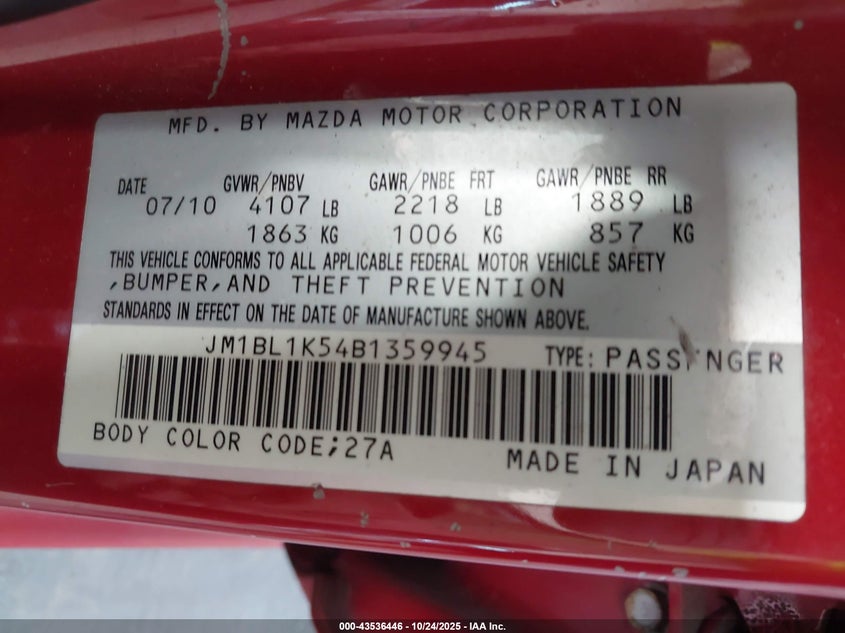 MFD. BY MAZDA MOTOR CORPORATION
DATE GVWR/PNBV GAWR/PNBE FRT GAWR/PNBE RR
07/10 4107 LB 2218 LB 1889 LB
1863 KG 1006 KG 857 KG
THIS VEHICLE CONFORMS TO ALL APPLICABLE FEDERAL MOTOR VEHICLE SAFETY
,BUMPER,AND THEFT PREVENTION
STANDARDS IN EFFECT ON THE DATE OF MANUFACTURE SHOWN ABOVE.
JM1BL1K54B1359945 TYPE: PASSENGER
BODY COLOR CODE;27A
MADE IN JAPAN
000-43536446 - 10/24/2025 - IAA Inc.